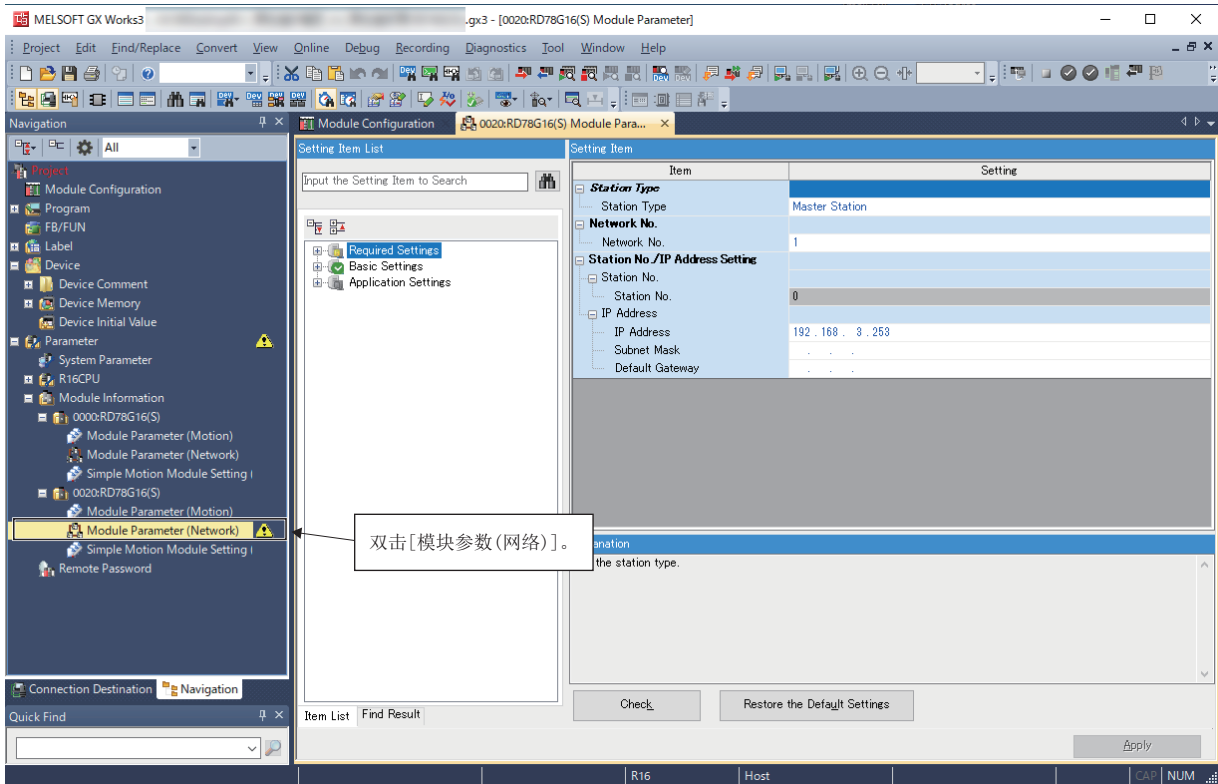 MELSOFT GX Works3
.gx3 - [0020:RD78G16(S) Module Parameter]
Project Edit Find/Replace Convert View Online Debug Recording Diagnostics Tool Window Help
Navigation
Module Configuration
0020:RD78G16(S) Module Para...
All
Project
Module Configuration
Program
FB/FUN
Label
Device
Device Comment
Device Memory
Device Initial Value
Parameter
System Parameter
R16CPU
Module Information
0000:RD78G16(S)
Module Parameter (Motion)
Module Parameter (Network)
Simple Motion Module Setting (
0020:RD78G16(S)
Module Parameter (Motion)
Module Parameter (Network)
Simple Motion Module Setting (
Remote Password
Connection Destination
Navigation
Quick Find
Setting Item List
Input the Setting Item to Search
Required Settings
Basic Settings
Application Settings
Item List
Find Result
双击[模块参数(网络)]。
Setting Item
Item Setting
Station Type
Station Type Master Station
Network No.
Network No. 1
Station No./IP Address Setting
Station No.
Station No. 0
IP Address
IP Address 192 . 168 . 3 . 253
Subnet Mask . . .
Default Gateway . . .
anation
the station type.
Check
Restore the Default Settings
Apply
R16
Host
CAP
NUM